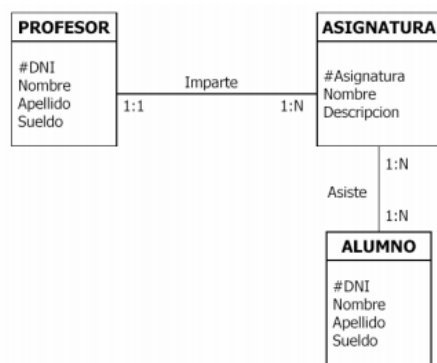 PROFESOR
#DNI
Nombre
Apellido
Sueldo
Imparte
1:1
1:N
ASIGNATURA
#Asignatura
Nombre
Descripcion
1:N
Asiste
1:N
ALUMNO
#DNI
Nombre
Apellido
Sueldo